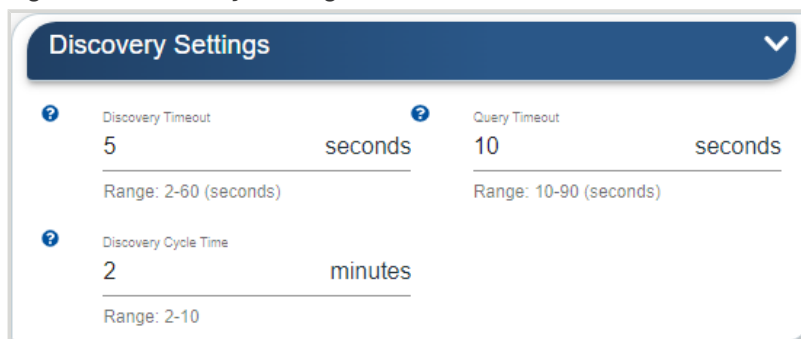 Discovery Settings
Discovery Timeout
5 seconds
Range: 2-60 (seconds)
Query Timeout
10 seconds
Range: 10-90 (seconds)
Discovery Cycle Time
2 minutes
Range: 2-10